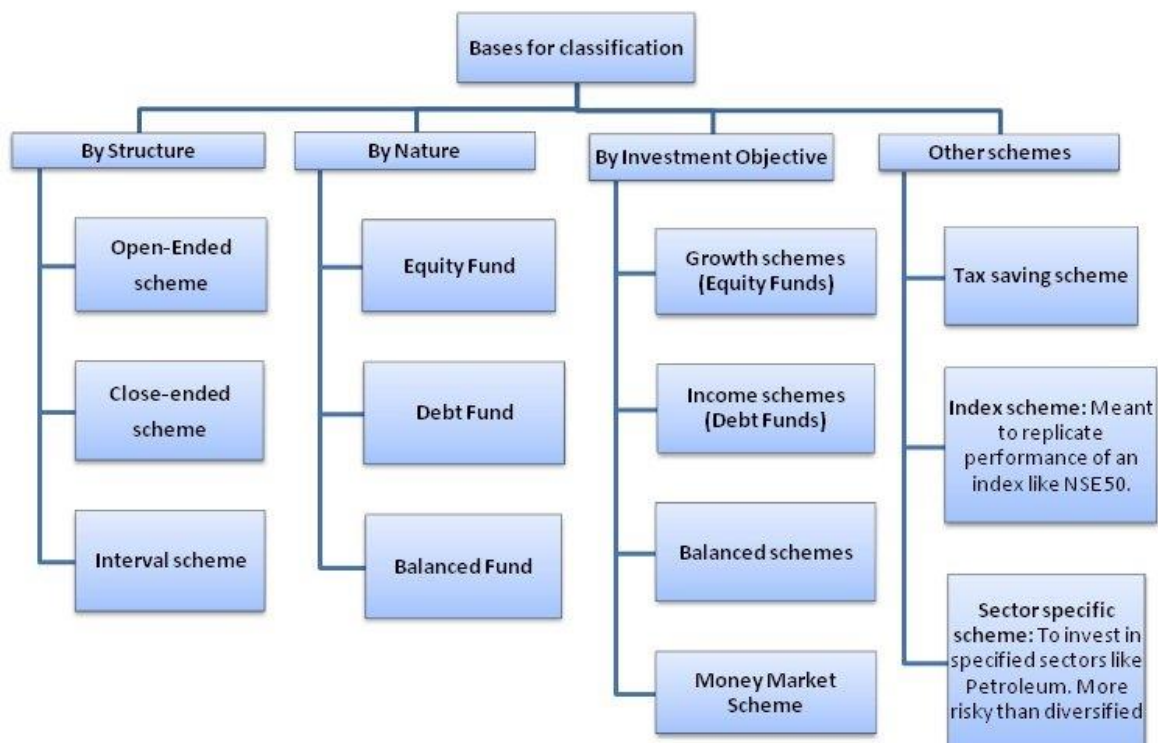 Bases for classification
By Structure
By Nature
By Investment Objective
Other schemes
Open-Ended
scheme
Close-ended
scheme
Interval scheme
Equity Fund
Debt Fund
Balanced Fund
Growth schemes
(Equity Funds)
Income schemes
(Debt Funds)
Balanced schemes
Money Market
Scheme
Tax saving scheme
Index scheme: Meant
to replicate
performance of an
index like NSE50.
Sector specific
scheme: To invest in
specified sectors like
Petroleum. More
risky than diversified